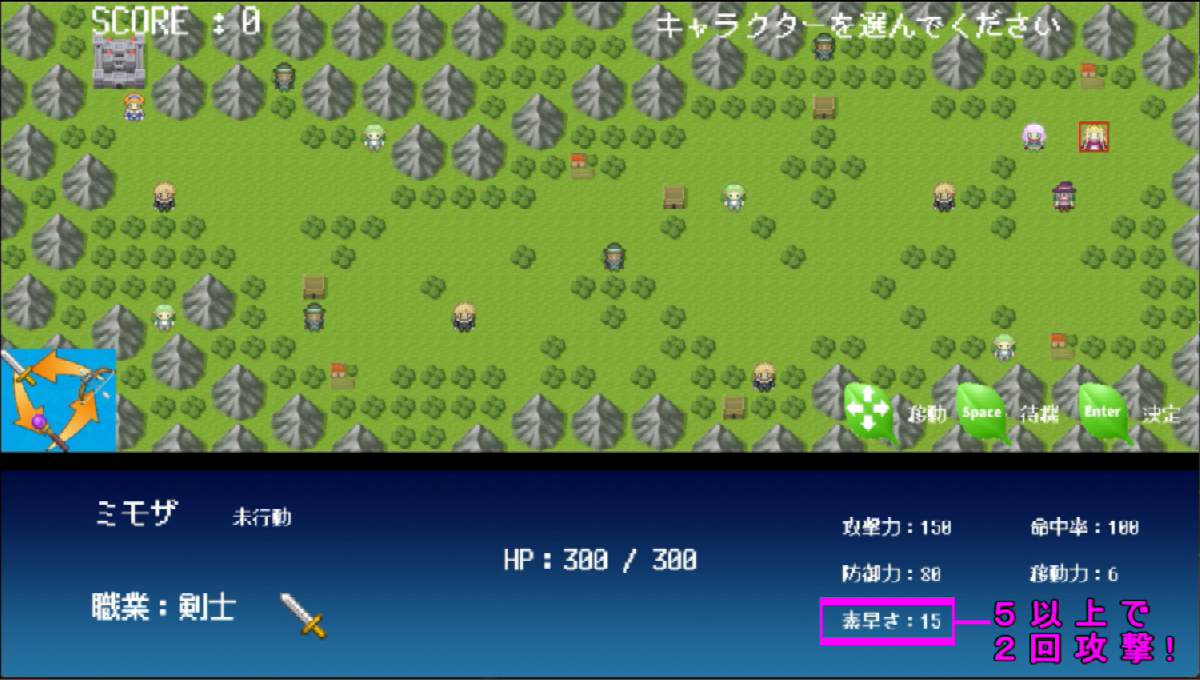 SCORE : 0
キャラクターを選んでください
移動
Space
待機
Enter
決定
ミモザ
未行動
HP : 300 / 300
職業 : 剣士
攻撃力 : 150
命中率 : 100
防御力 : 80
移動力 : 6
素早さ : 15
5以上で
2回攻撃!